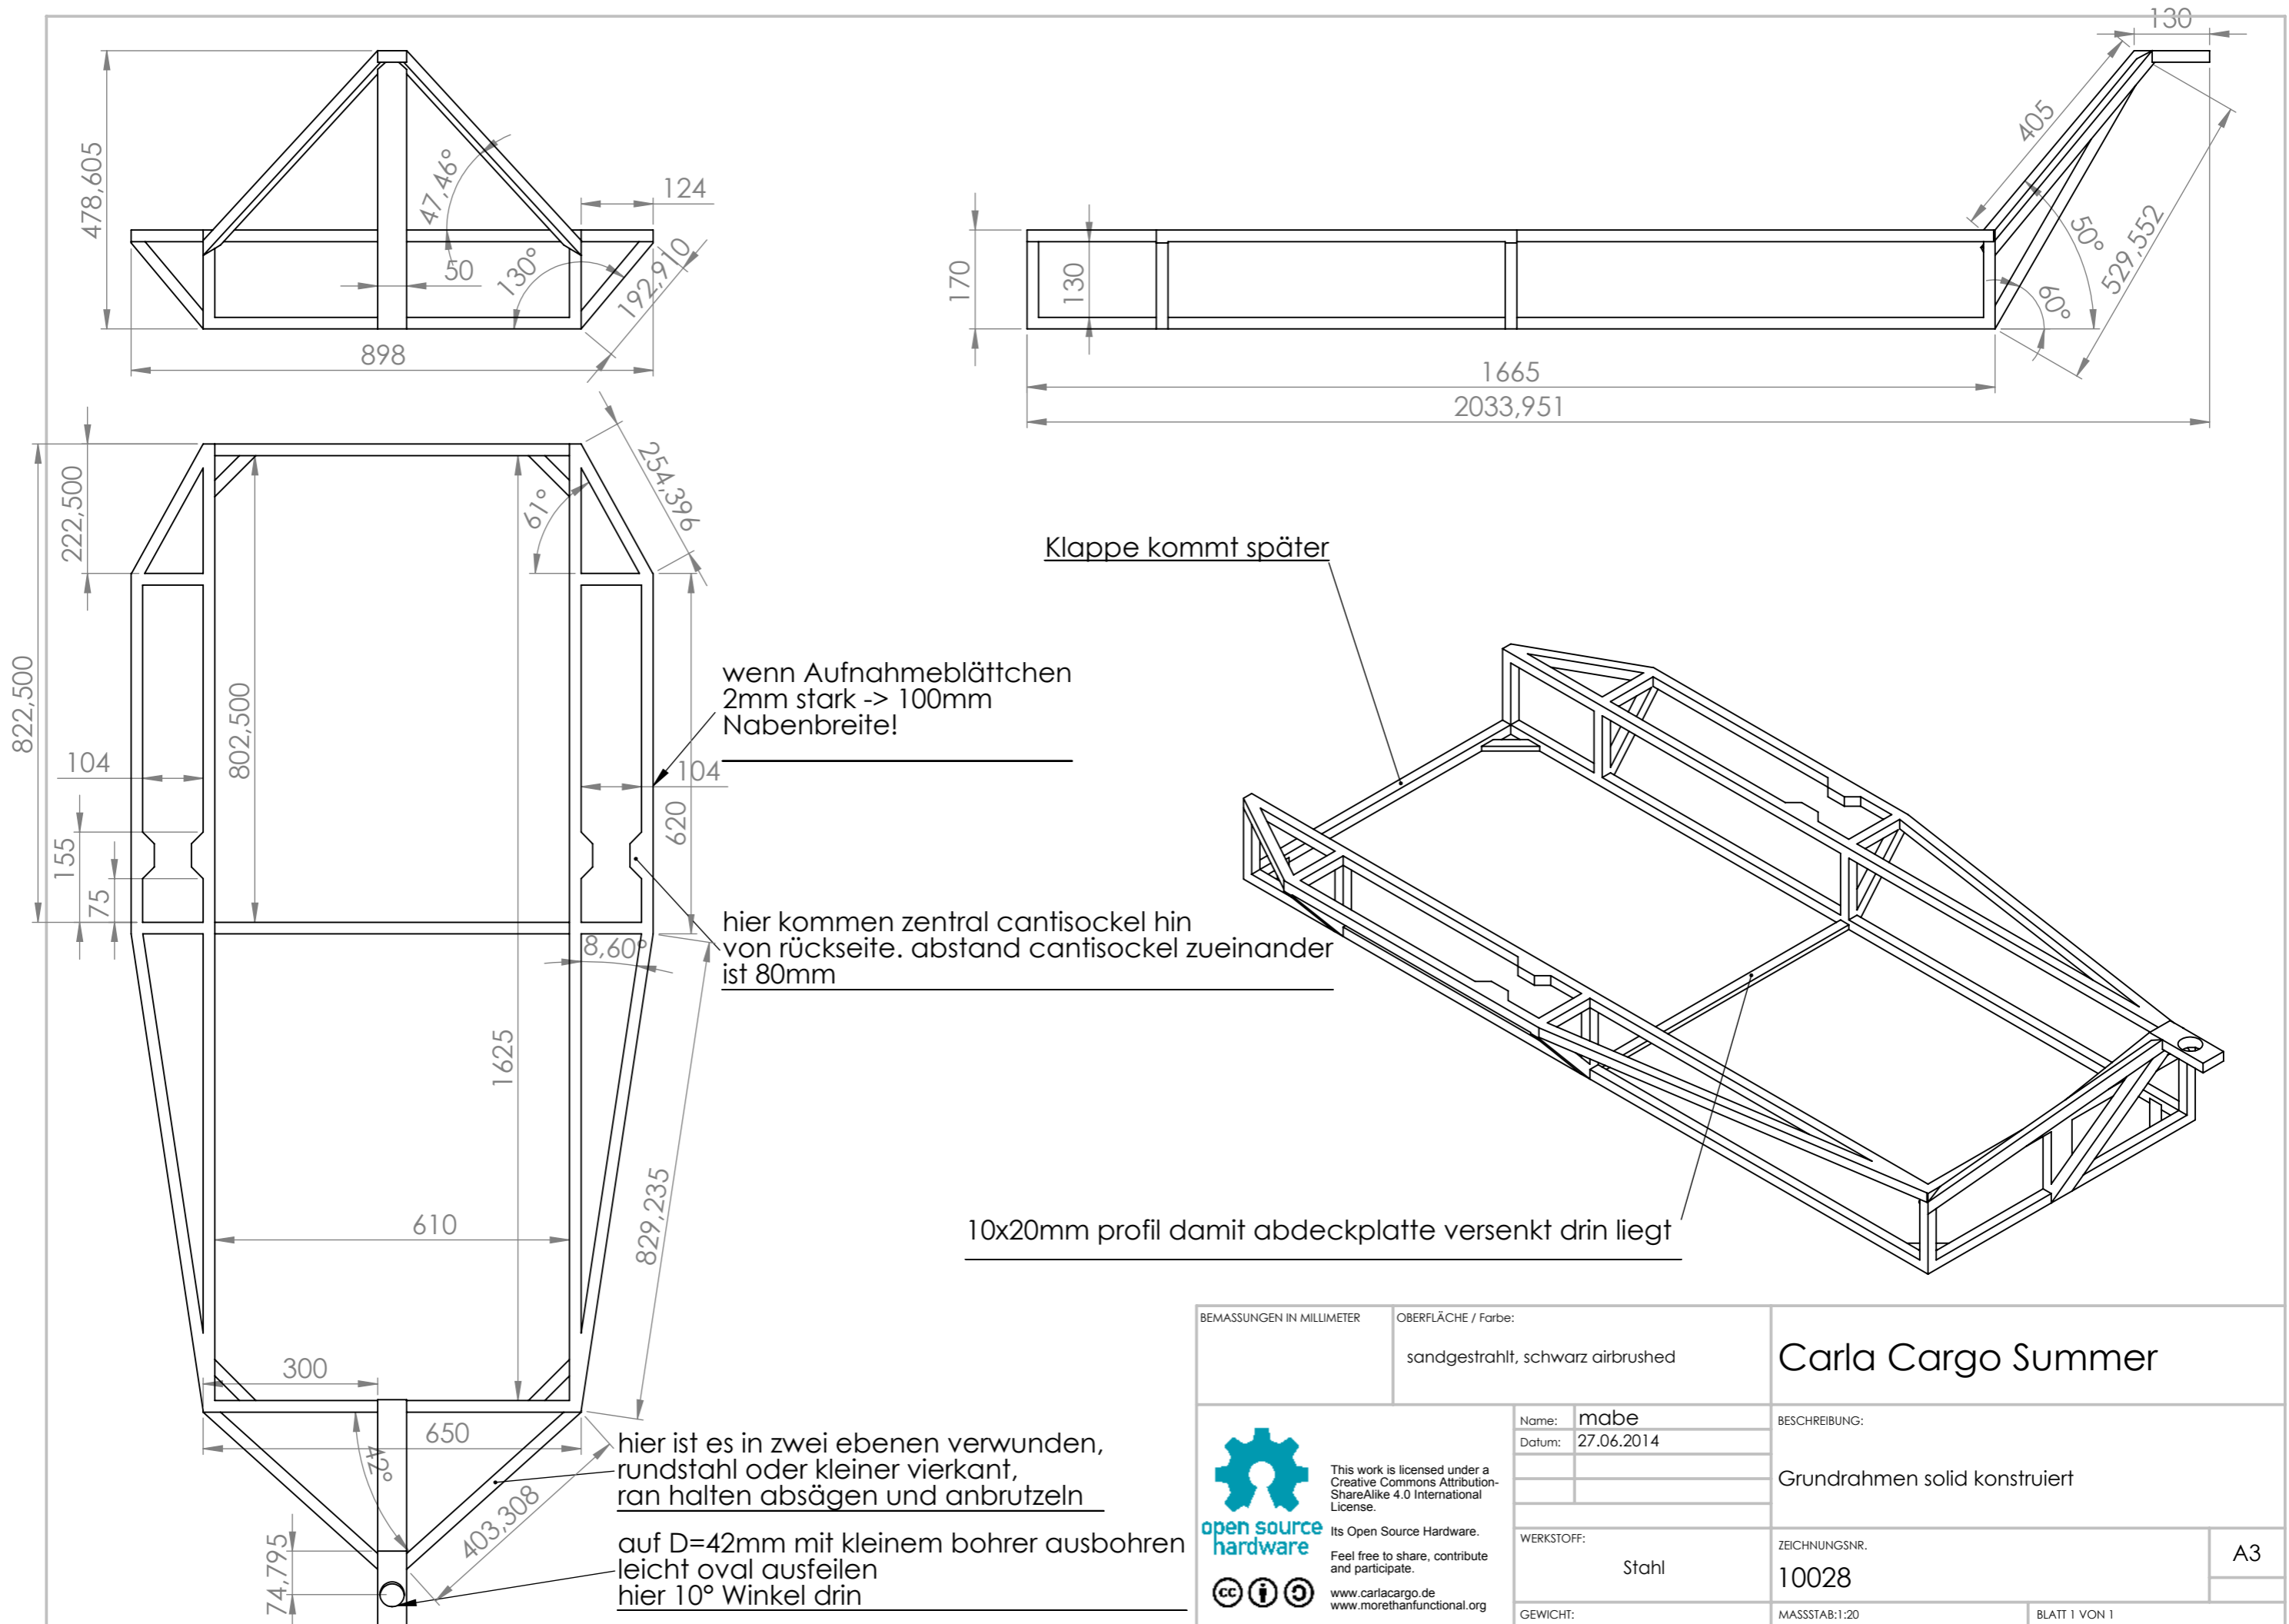 130
478,605
47,46°
124
50
130°
192,910
898
405
170
130
50°
529,552
60°
1665
2033,951
822,500
222,500
254,396
61°
802,500
104
104
620
155
75
8,60°
1625
610
829,235
300
650
42°
403,308
74,795
Klappe kommt später
wenn Aufnahmeblättchen
2mm stark -> 100mm
Nabenbreite!
hier kommen zentral cantisockel hin
von rückseite. abstand cantisockel zueinander
ist 80mm
10x20mm profil damit abdeckplatte versenkt drin liegt
hier ist es in zwei ebenen verwunden,
rundstahl oder kleiner vierkant,
ran halten absägen und anbrutzeln
auf D=42mm mit kleinem bohrer ausbohren
leicht oval ausfeilen
hier 10° Winkel drin
BEMASSUNGEN IN MILLIMETER
OBERFLÄCHE / Farbe:
sandgestrahlt, schwarz airbrushed
Carla Cargo Summer
open source
hardware
cc
This work is licensed under a
Creative Commons Attribution-
ShareAlike 4.0 International
License.
Its Open Source Hardware.
Feel free to share, contribute
and participate.
www.carlacargo.de
www.morethanfunctional.org
Name: mabe
Datum: 27.06.2014
BESCHREIBUNG:
Grundrahmen solid konstruiert
WERKSTOFF:
Stahl
ZEICHNUNGSNR.
10028
A3
GEWICHT:
MASSSTAB:1:20
BLATT 1 VON 1